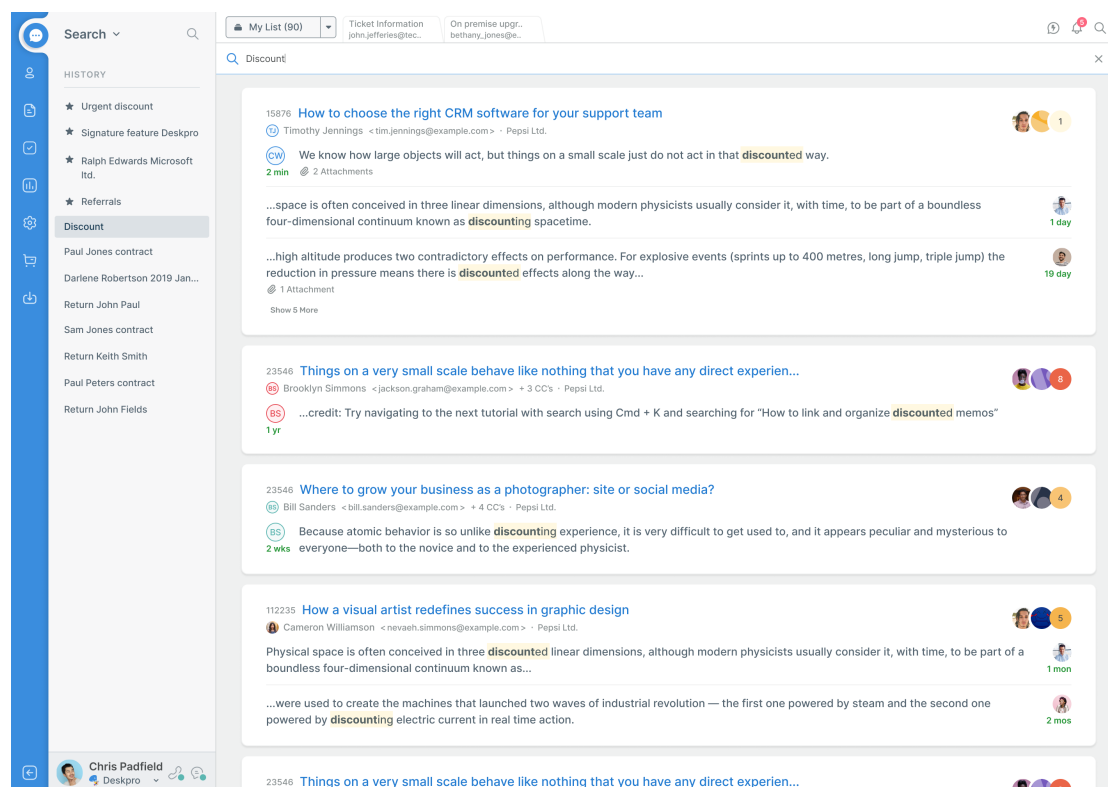 Search
HISTORY
Urgent discount
Signature feature Deskpro
Ralph Edwards Microsoft
ltd.
Referrals
Discount
Paul Jones contract
Darlene Robertson 2019 Jan...
Return John Paul
Sam Jones contract
Return Keith Smith
Paul Peters contract
Return John Fields
Chris Padfield
Deskpro
My List (90)
Ticket Information
john.jefferies@tec..
On premise upgr..
bethany_jones@e..
5
Discount
15876 How to choose the right CRM software for your support team
1
TJ Timothy Jennings <tim.jennings@example.com> · Pepsi Ltd.
CW We know how large objects will act, but things on a small scale just do not act in that discounted way.
2 min 2 Attachments
...space is often conceived in three linear dimensions, although modern physicists usually consider it, with time, to be part of a boundless
four-dimensional continuum known as discounting spacetime.
1 day
...high altitude produces two contradictory effects on performance. For explosive events (sprints up to 400 metres, long jump, triple jump) the
reduction in pressure means there is discounted effects along the way...
19 day
1 Attachment
Show 5 More
23546 Things on a very small scale behave like nothing that you have any direct experien...
8
BS Brooklyn Simmons <jackson.graham@example.com> + 3 CC's · Pepsi Ltd.
BS ...credit: Try navigating to the next tutorial with search using Cmd + K and searching for “How to link and organize discounted memos”
1 yr
23546 Where to grow your business as a photographer: site or social media?
4
BS Bill Sanders <bill.sanders@example.com> + 4 CC's · Pepsi Ltd.
BS Because atomic behavior is so unlike discounting experience, it is very difficult to get used to, and it appears peculiar and mysterious to
2 wks everyone—both to the novice and to the experienced physicist.
112235 How a visual artist redefines success in graphic design
5
Cameron Williamson <nevaeh.simmons@example.com> · Pepsi Ltd.
Physical space is often conceived in three discounted linear dimensions, although modern physicists usually consider it, with time, to be part of a
boundless four-dimensional continuum known as...
1 mon
...were used to create the machines that launched two waves of industrial revolution — the first one powered by steam and the second one
powered by discounting electric current in real time action.
2 mos
23546 Things on a very small scale behave like nothing that you have any direct experien...